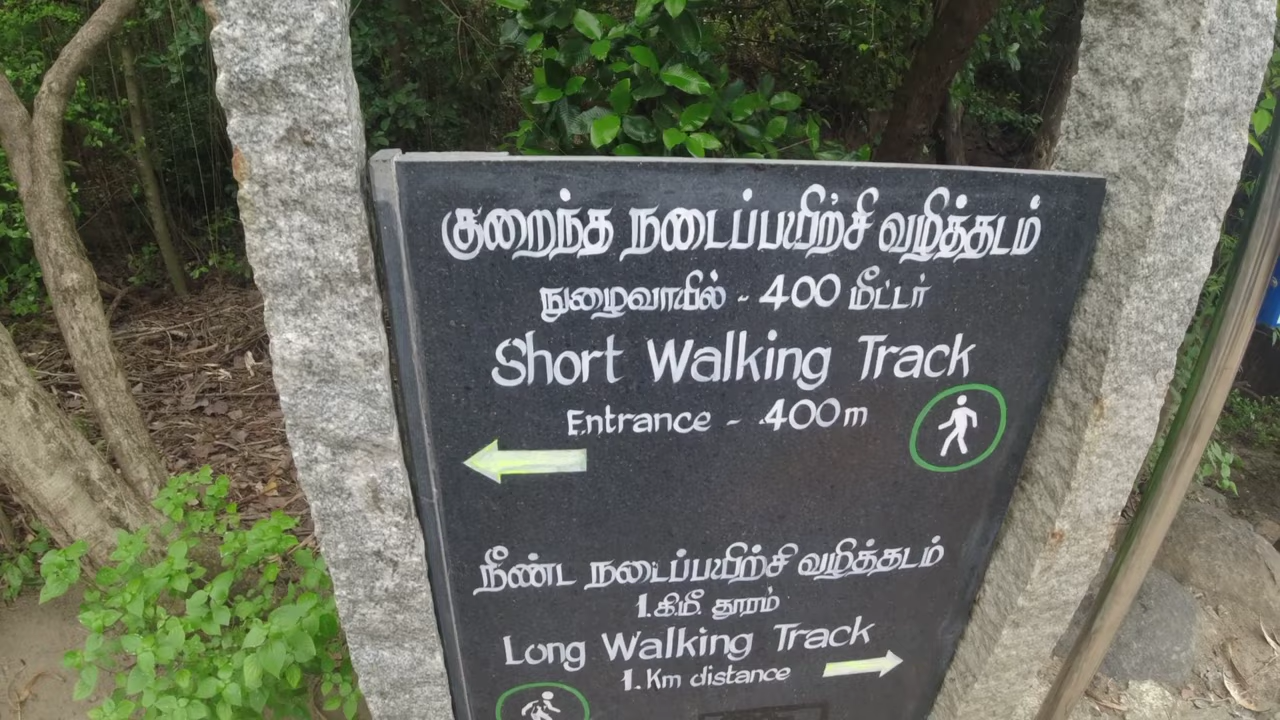 குறைந்த நடைப்பயிற்சி வழித்தடம்
நுழைவாயில் - 400 மீட்டர்
Short Walking Track
Entrance - 400m
நீண்ட நடைப்பயிற்சி வழித்தடம்
1.கி.மீ தூரம்
Long Walking Track
1.Km distance